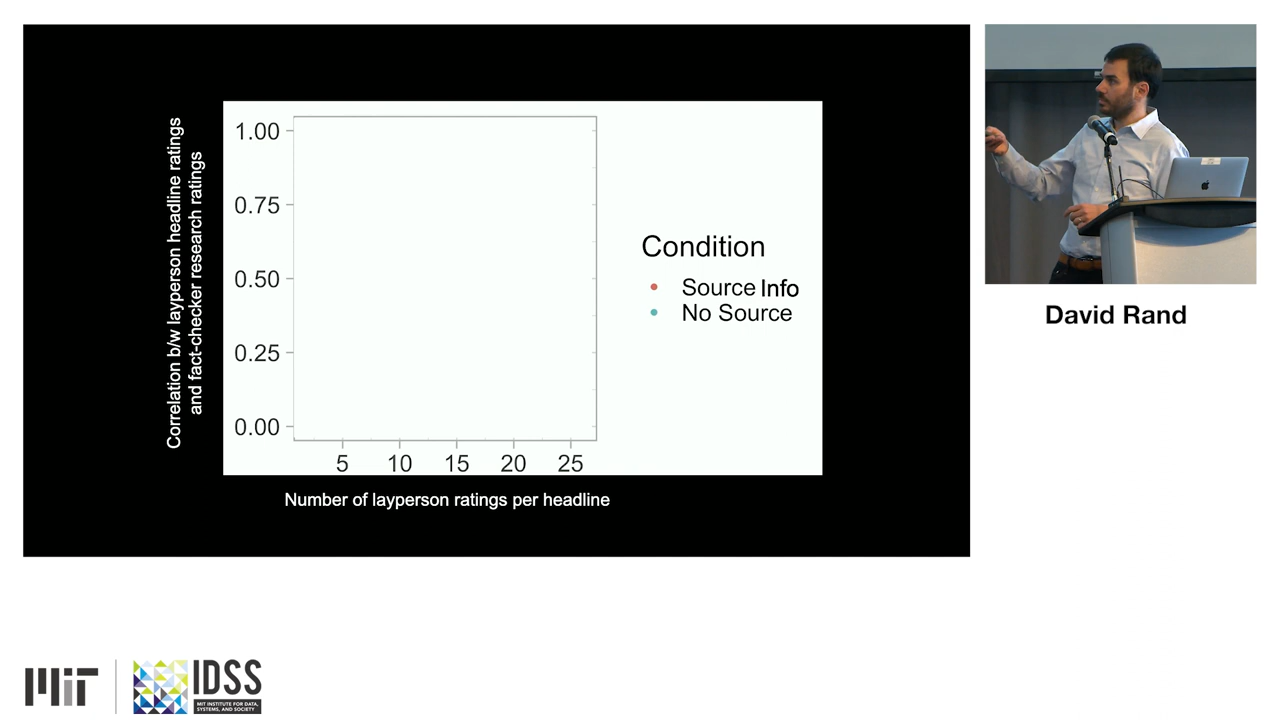 Correlation b/w layperson headline ratings
and fact-checker research ratings
1.00
0.75
0.50
0.25
0.00
5 10 15 20 25
Number of layperson ratings per headline
Condition
Source Info
No Source
David Rand
MIT
IDSS
MIT INSTITUTE FOR DATA,
SYSTEMS, AND SOCIETY